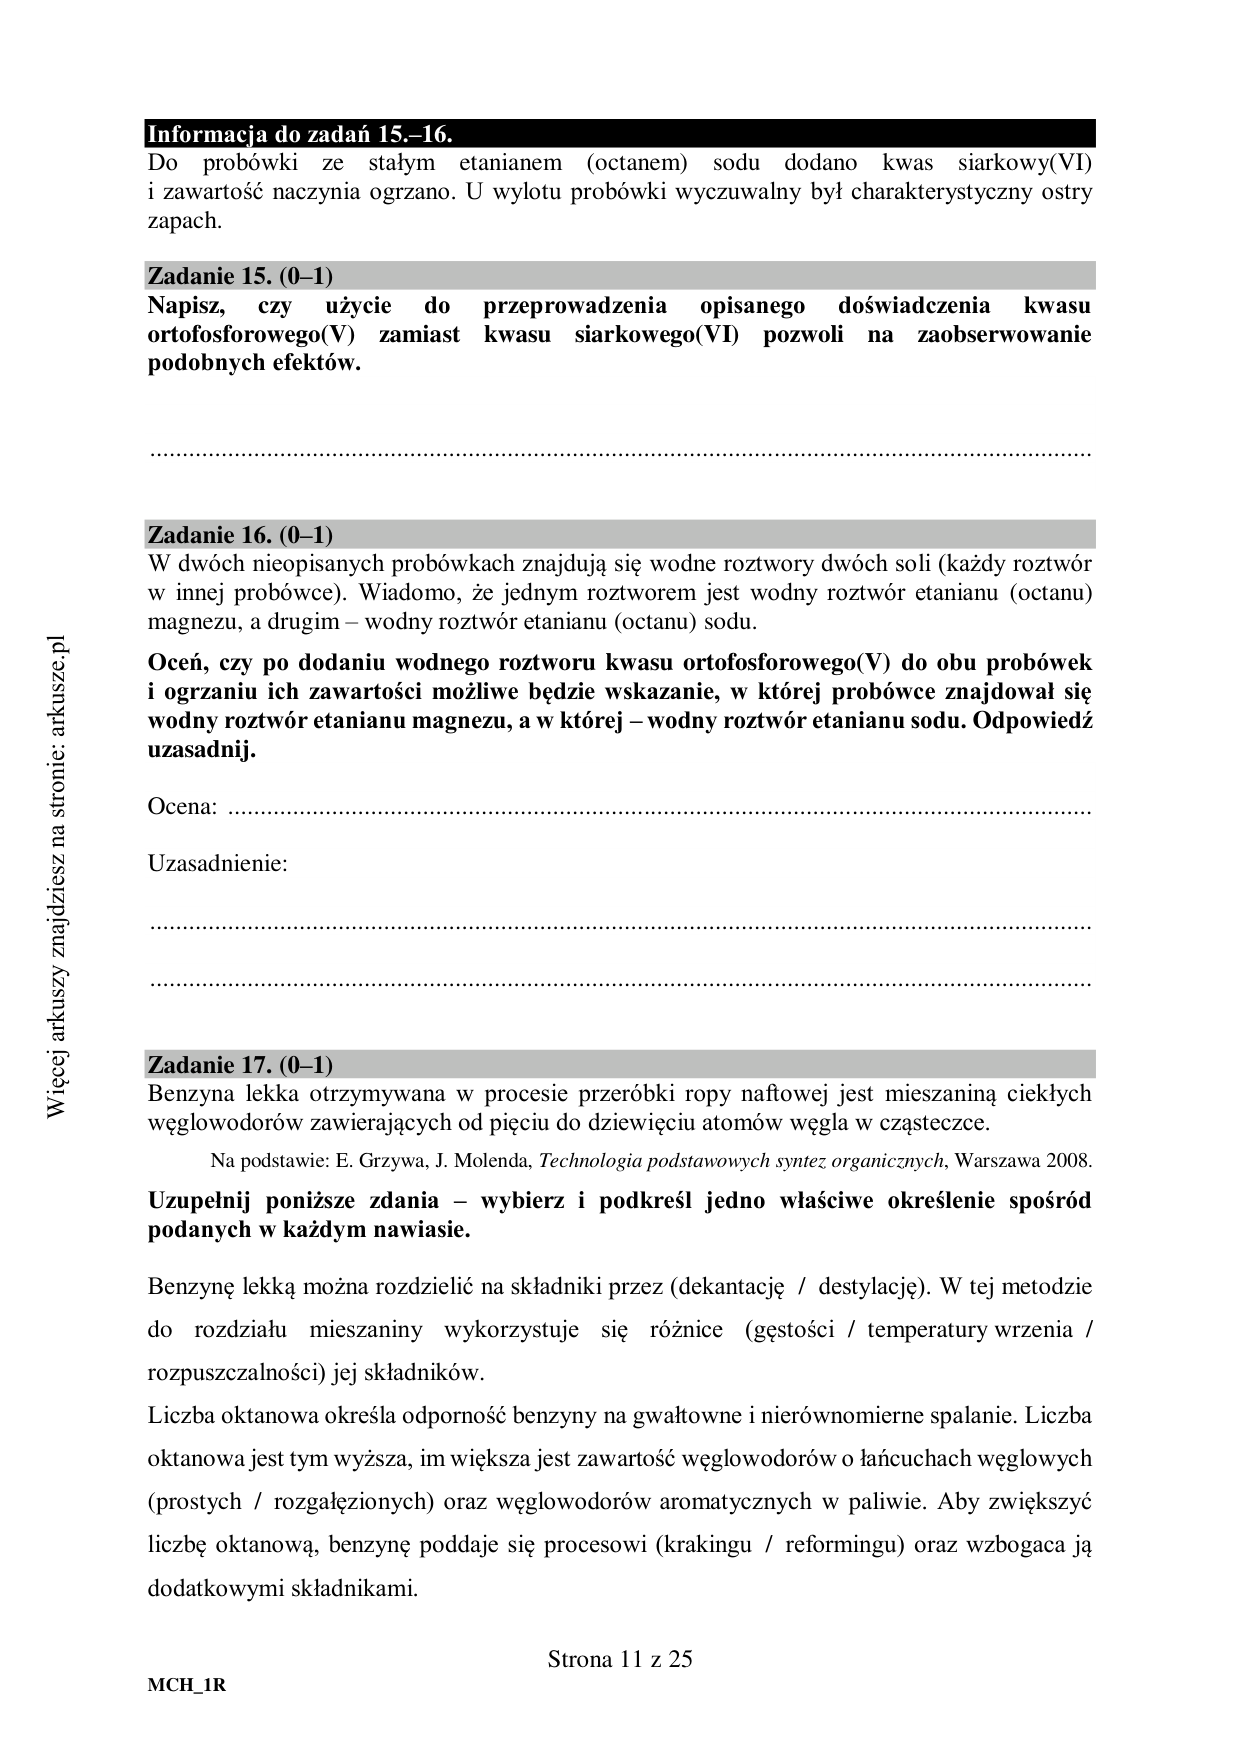 Informacja do zadań 15.–16.
Do probówki ze stałym etanianem (octanem) sodu dodano kwas siarkowy(VI)
i zawartość naczynia ogrzano. U wylotu probówki wyczuwalny był charakterystyczny ostry
zapach.
Zadanie 15. (0–1)
Napisz, czy użycie do przeprowadzenia opisanego doświadczenia kwasu
ortofosforowego(V) zamiast kwasu siarkowego(VI) pozwoli na zaobserwowanie
podobnych efektów.
................................................................................................................................................
Zadanie 16. (0–1)
W dwóch nieopisanych probówkach znajdują się wodne roztwory dwóch soli (każdy roztwór
w innej probówce). Wiadomo, że jednym roztworem jest wodny roztwór etanianu (octanu)
magnezu, a drugim – wodny roztwór etanianu (octanu) sodu.
Oceń, czy po dodaniu wodnego roztworu kwasu ortofosforowego(V) do obu probówek
i ogrzaniu ich zawartości możliwe będzie wskazanie, w której probówce znajdował się
wodny roztwór etanianu magnezu, a w której – wodny roztwór etanianu sodu. Odpowiedź
uzasadnij.
Ocena: ....................................................................................................................................
Uzasadnienie:
................................................................................................................................................
................................................................................................................................................
Zadanie 17. (0–1)
Benzyna lekka otrzymywana w procesie przeróbki ropy naftowej jest mieszaniną ciekłych
węglowodorów zawierających od pięciu do dziewięciu atomów węgla w cząsteczce.
Na podstawie: E. Grzywa, J. Molenda, Technologia podstawowych syntez organicznych, Warszawa 2008.
Uzupełnij poniższe zdania – wybierz i podkreśl jedno właściwe określenie spośród
podanych w każdym nawiasie.
Benzynę lekką można rozdzielić na składniki przez (dekantację / destylację). W tej metodzie
do rozdziału mieszaniny wykorzystuje się różnice (gęstości / temperatury wrzenia /
rozpuszczalności) jej składników.
Liczba oktanowa określa odporność benzyny na gwałtowne i nierównomierne spalanie. Liczba
oktanowa jest tym wyższa, im większa jest zawartość węglowodorów o łańcuchach węglowych
(prostych / rozgałęzionych) oraz węglowodorów aromatycznych w paliwie. Aby zwiększyć
liczbę oktanową, benzynę poddaje się procesowi (krakingu / reformingu) oraz wzbogaca ją
dodatkowymi składnikami.
Strona 11 z 25
MCH_1R
Więcej arkuszy znajdziesz na stronie: arkusze.pl